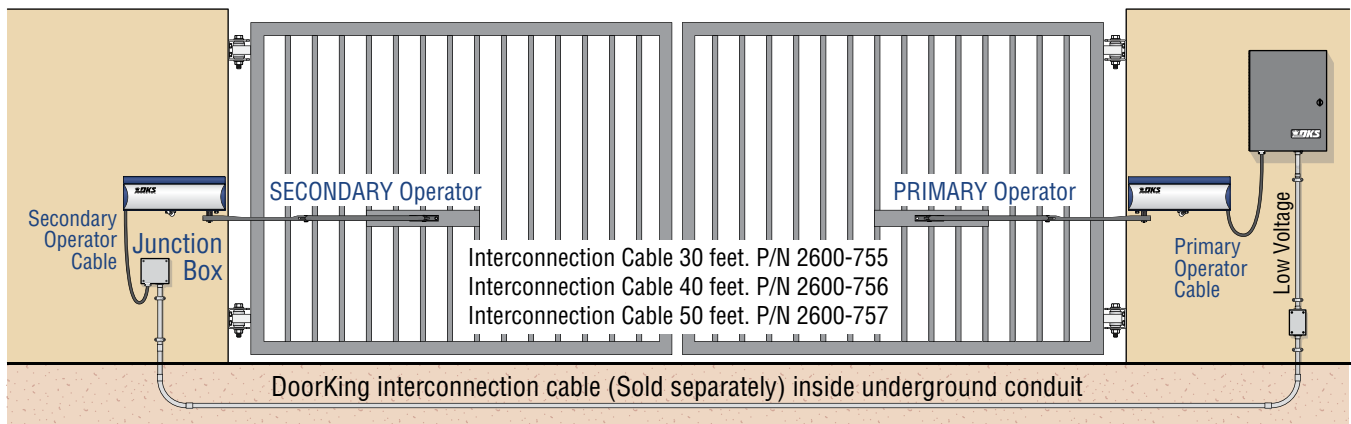 DKS
SECONDARY Operator
PRIMARY Operator
DKS
DKS
Secondary
Operator
Cable
Junction
Box
Interconnection Cable 30 feet. P/N 2600-755
Interconnection Cable 40 feet. P/N 2600-756
Interconnection Cable 50 feet. P/N 2600-757
Primary
Operator
Cable
Low Voltage
DoorKing interconnection cable (Sold separately) inside underground conduit